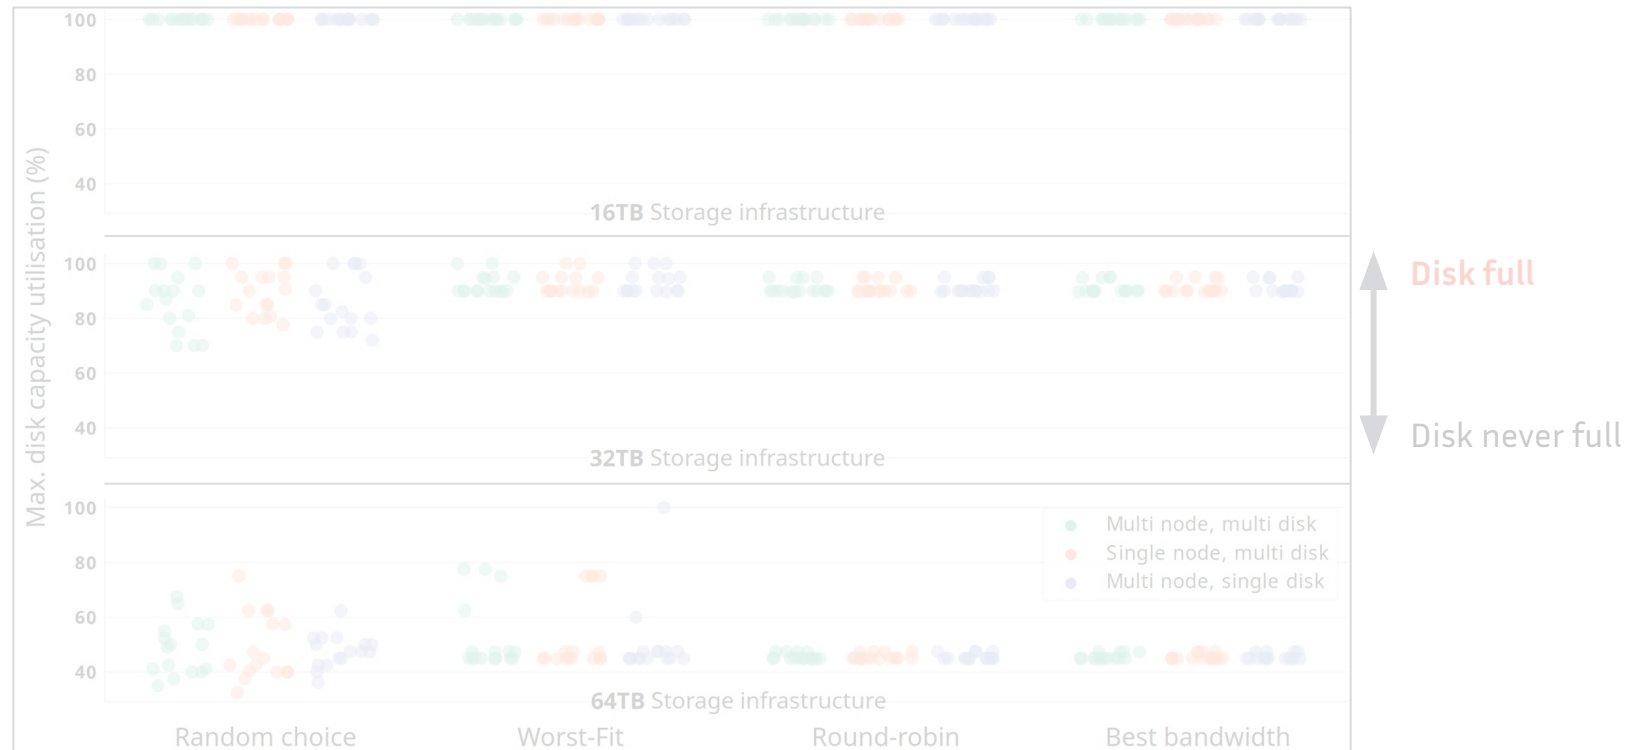 Max. disk capacity utilisation (%)
100
80
60
40
16TB Storage infrastructure
100
80
60
40
32TB Storage infrastructure
Disk full
Disk never full
100
80
60
40
Multi node, multi disk
Single node, multi disk
Multi node, single disk
64TB Storage infrastructure
Random choice
Worst-Fit
Round-robin
Best bandwidth